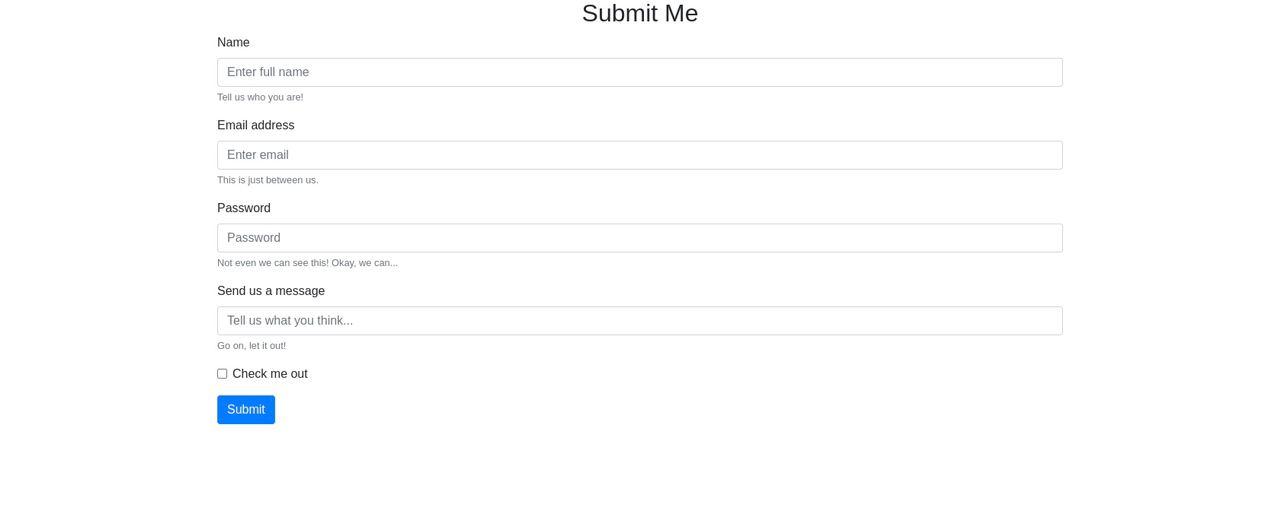 Submit Me
Name
Enter full name
Tell us who you are!
Email address
Enter email
This is just between us.
Password
Password
Not even we can see this! Okay, we can...
Send us a message
Tell us what you think...
Go on, let it out!
Check me out
Submit